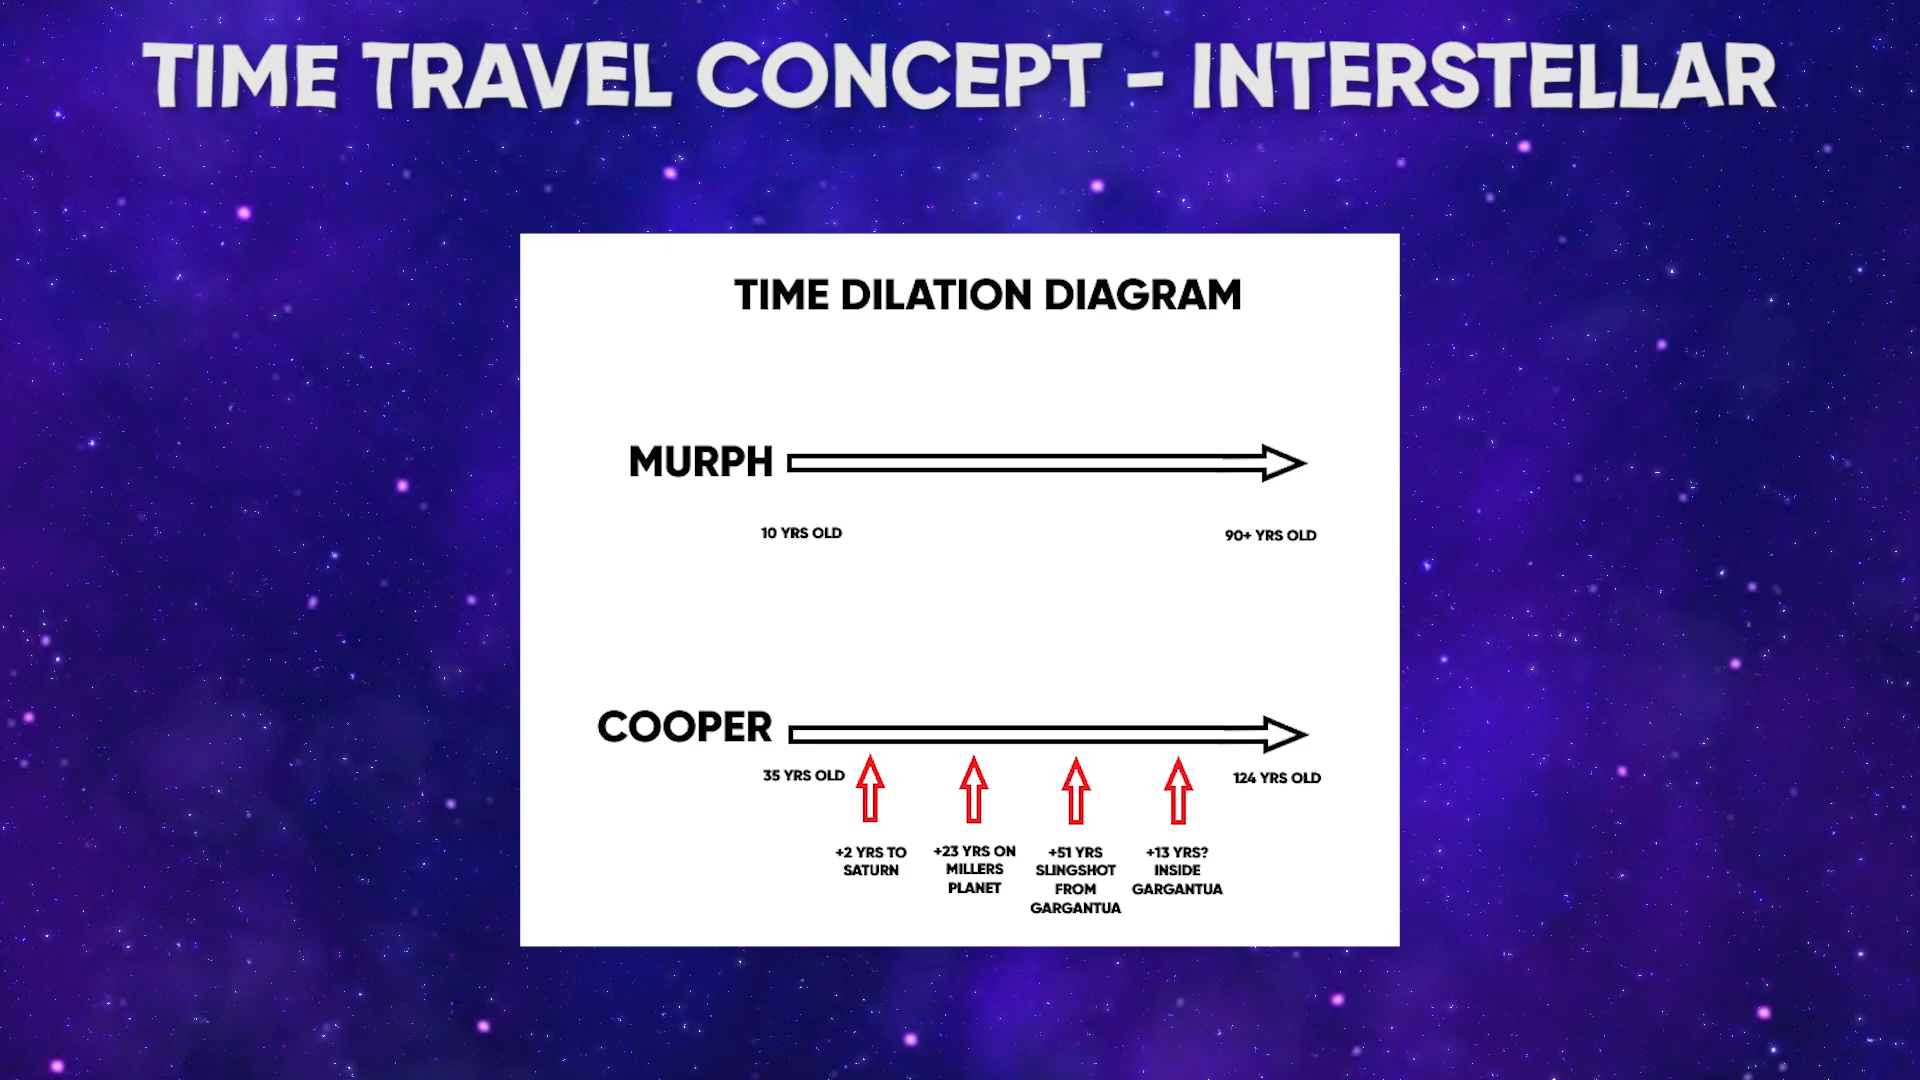 TIME TRAVEL CONCEPT - INTERSTELLAR
TIME DILATION DIAGRAM
MURPH
10 YRS OLD
90+ YRS OLD
COOPER
35 YRS OLD
124 YRS OLD
+2 YRS TO
SATURN
+23 YRS ON
MILLERS
PLANET
+51 YRS
SLINGSHOT
FROM
GARGANTUA
+13 YRS?
INSIDE
GARGANTUA